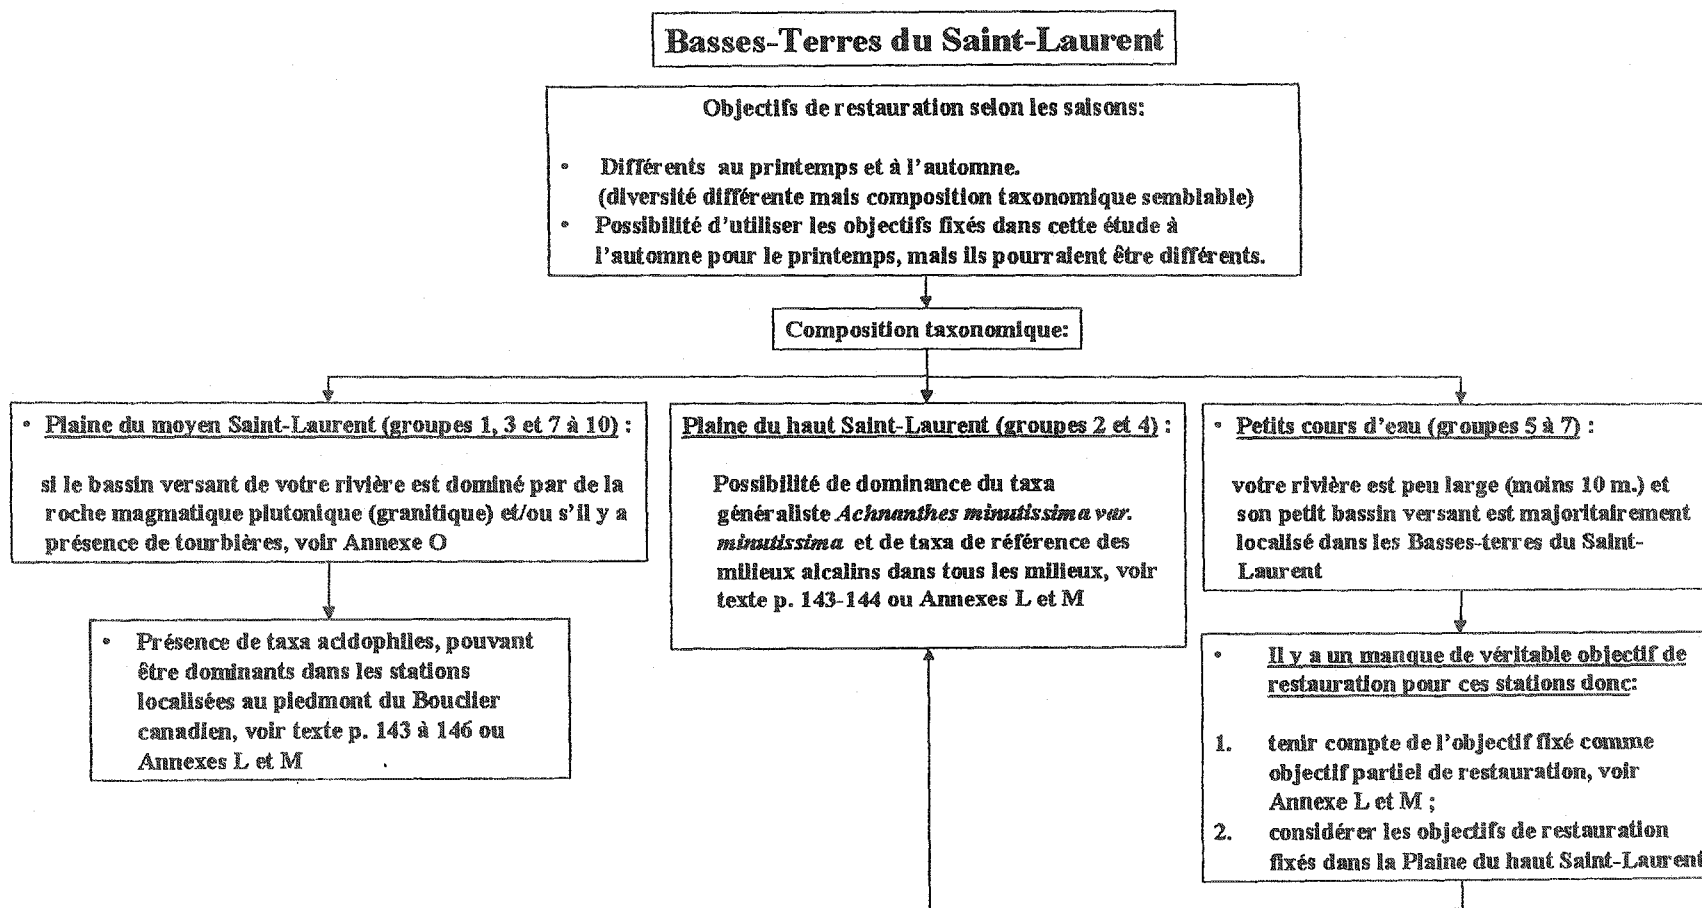 Basses-Terres du Saint-Laurent
Objectifs de restauration selon les saisons:
• Différents au printemps et à l'automne.
(diversité différente mais composition taxonomique semblable)
• Possibilité d'utiliser les objectifs fixés dans cette étude à
l'automne pour le printemps, mais ils pourraient être différents.
Composition taxonomique:
• Plaine du moyen Saint-Laurent (groupes 1, 3 et 7 à 10) :
si le bassin versant de votre rivière est dominé par de la
roche magmatique plutonique (granitique) et/ou s'il y a
présence de tourbières, voir Annexe O
• Présence de taxa acidophiles, pouvant
être dominants dans les stations
localisées au piedmont du Bouclier
canadien, voir texte p. 143 à 146 ou
Annexes L et M
Plaine du haut Saint-Laurent (groupes 2 et 4) :
Possibilité de dominance du taxa
généraliste Achnanthes minutissima var.
minutissima et de taxa de référence des
milieux alcalins dans tous les milieux, voir
texte p. 143-144 ou Annexes L et M
• Petits cours d'eau (groupes 5 à 7) :
votre rivière est peu large (moins 10 m.) et
son petit bassin versant est majoritairement
localisé dans les Basses-terres du Saint-
Laurent
• Il y a un manque de véritable objectif de
restauration pour ces stations donc:
1. tenir compte de l'objectif fixé comme
objectif partiel de restauration, voir
Annexe L et M ;
2. considérer les objectifs de restauration
fixés dans la Plaine du haut Saint-Laurent